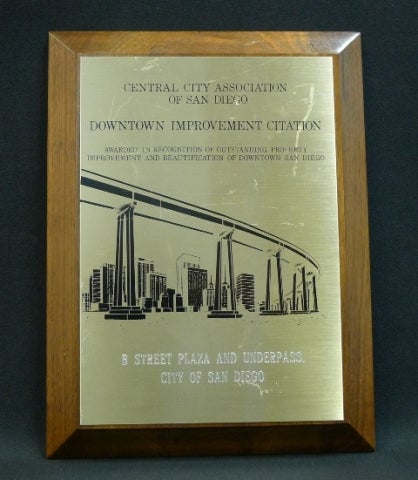 CENTRAL CITY ASSOCIATION
OF SAN DIEGO
DOWNTOWN IMPROVEMENT CITATION
AWARDED IN RECOGNITION OF OUTSTANDING PROPERTY
IMPROVEMENT AND BEAUTIFICATION OF DOWNTOWN SAN DIEGO
B STREET PLAZA AND UNDERPASS,
CITY OF SAN DIEGO